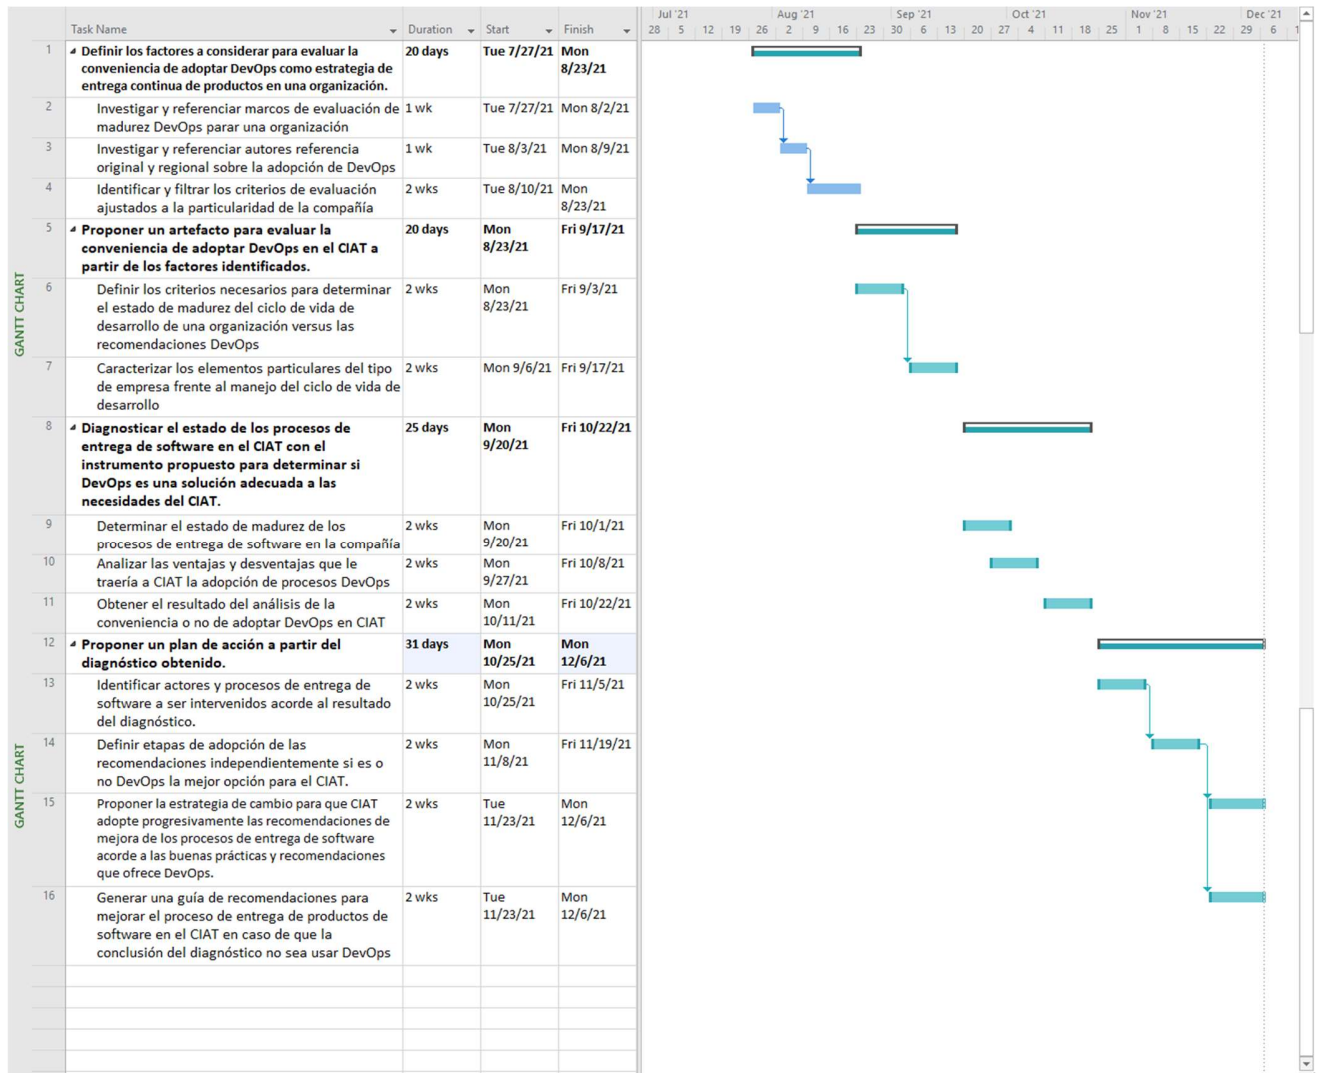 Jul '21 Aug '21 Sep '21 Oct '21 Nov '21 Dec '21
Task Name Duration Start Finish 28 5 12 19 26 2 9 16 23 30 6 13 20 27 4 11 18 25 1 8 15 22 29 6 1
GANTT CHART
1 Definir los factores a considerar para evaluar la 20 days Tue 7/27/21 Mon
conveniencia de adoptar DevOps como estrategia de 8/23/21
entrega continua de productos en una organización.
2 Investigar y referenciar marcos de evaluación de 1 wk Tue 7/27/21 Mon 8/2/21
madurez DevOps parar una organización
3 Investigar y referenciar autores referencia 1 wk Tue 8/3/21 Mon 8/9/21
original y regional sobre la adopción de DevOps
4 Identificar y filtrar los criterios de evaluación 2 wks Tue 8/10/21 Mon
ajustados a la particularidad de la compañía 8/23/21
5 Proponer un artefacto para evaluar la 20 days Mon Fri 9/17/21
conveniencia de adoptar DevOps en el CIAT a 8/23/21
partir de los factores identificados.
6 Definir los criterios necesarios para determinar 2 wks Mon Fri 9/3/21
el estado de madurez del ciclo de vida de 8/23/21
desarrollo de una organización versus las
recomendaciones DevOps
7 Caracterizar los elementos particulares del tipo 2 wks Mon 9/6/21 Fri 9/17/21
de empresa frente al manejo del ciclo de vida de
desarrollo
8 Diagnosticar el estado de los procesos de 25 days Mon Fri 10/22/21
entrega de software en el CIAT con el 9/20/21
instrumento propuesto para determinar si
DevOps es una solución adecuada a las
necesidades del CIAT.
9 Determinar el estado de madurez de los 2 wks Mon Fri 10/1/21
procesos de entrega de software en la compañía 9/20/21
10 Analizar las ventajas y desventajas que le 2 wks Mon Fri 10/8/21
traería a CIAT la adopción de procesos DevOps 9/27/21
11 Obtener el resultado del análisis de la 2 wks Mon Fri 10/22/21
conveniencia o no de adoptar DevOps en CIAT 10/11/21
12 Proponer un plan de acción a partir del 31 days Mon Mon
diagnóstico obtenido. 10/25/21 12/6/21
GANTT CHART
13 Identificar actores y procesos de entrega de 2 wks Mon Fri 11/5/21
software a ser intervenidos acorde al resultado 10/25/21
del diagnóstico.
14 Definir etapas de adopción de las 2 wks Mon Fri 11/19/21
recomendaciones independientemente si es o 11/8/21
no DevOps la mejor opción para el CIAT.
15 Proponer la estrategia de cambio para que CIAT 2 wks Tue Mon
adopte progresivamente las recomendaciones de 11/23/21 12/6/21
mejora de los procesos de entrega de software
acorde a las buenas prácticas y recomendaciones
que ofrece DevOps.
16 Generar una guía de recomendaciones para 2 wks Tue Mon
mejorar el proceso de entrega de productos de 11/23/21 12/6/21
software en el CIAT en caso de que la
conclusión del diagnóstico no sea usar DevOps